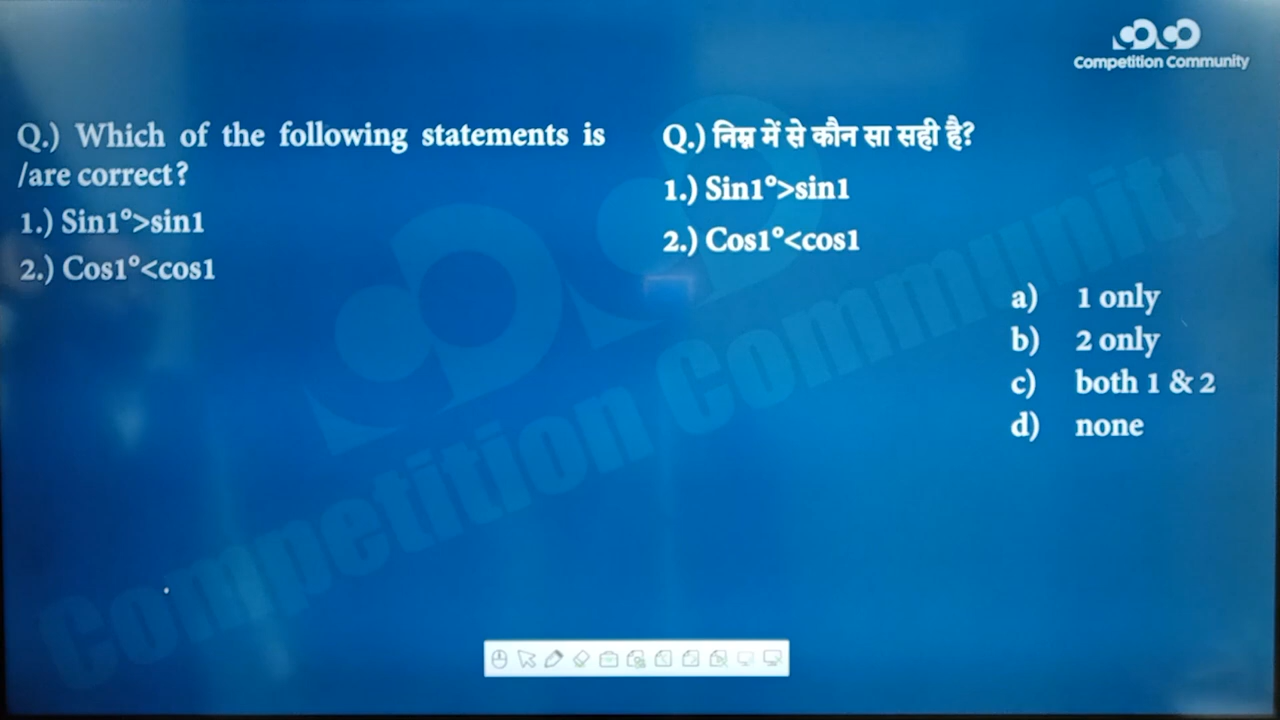 Competition Community
Q.) Which of the following statements is
/are correct?
1.) Sin1°>sin1
2.) Cos1°<cos1
Q.) निम्न में से कौन सा सही है?
1.) Sin1°>sin1
2.) Cos1°<cos1
a) 1 only
b) 2 only
c) both 1 & 2
d) none
Competition Community